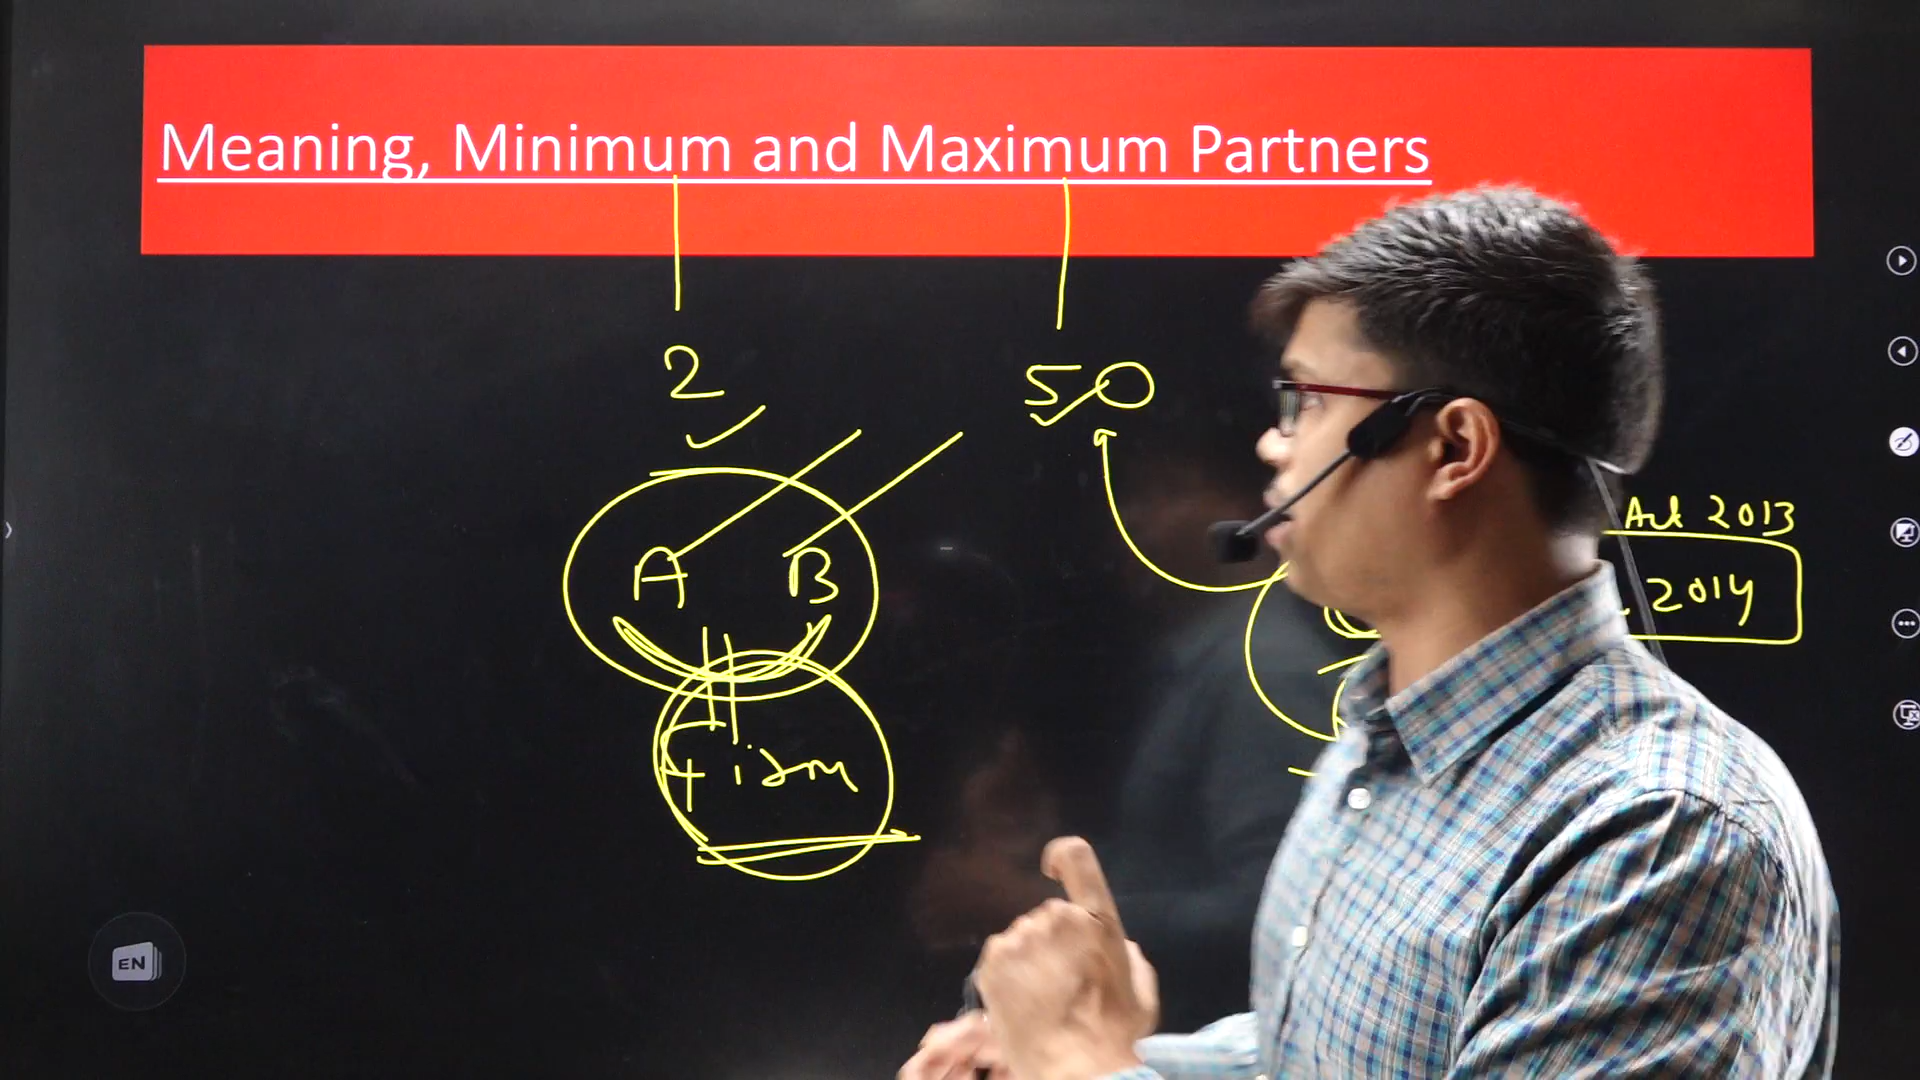 Meaning, Minimum and Maximum Partners
2
50
Act 2013
2014
A B
firm
EN